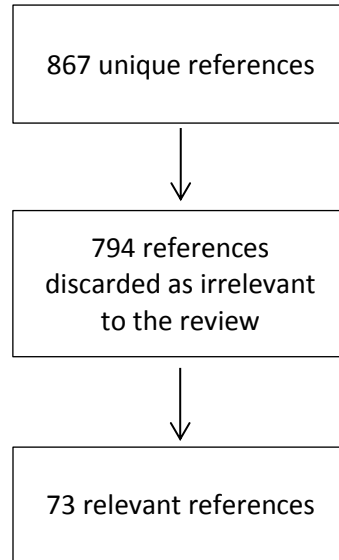 867 unique references
794 references
discarded as irrelevant
to the review
73 relevant references